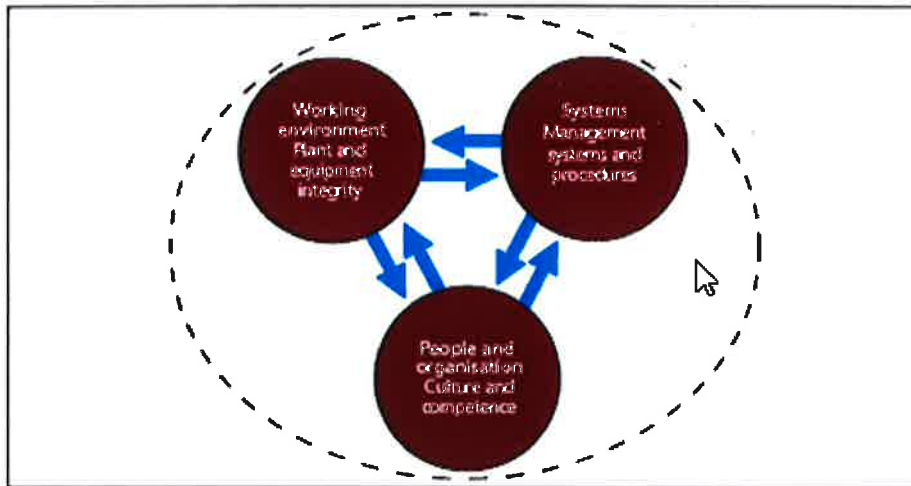 Working
environment
Plant and
equipment
integrity
Systems
Management
systems and
procedures
People and
organisation
Culture and
competence